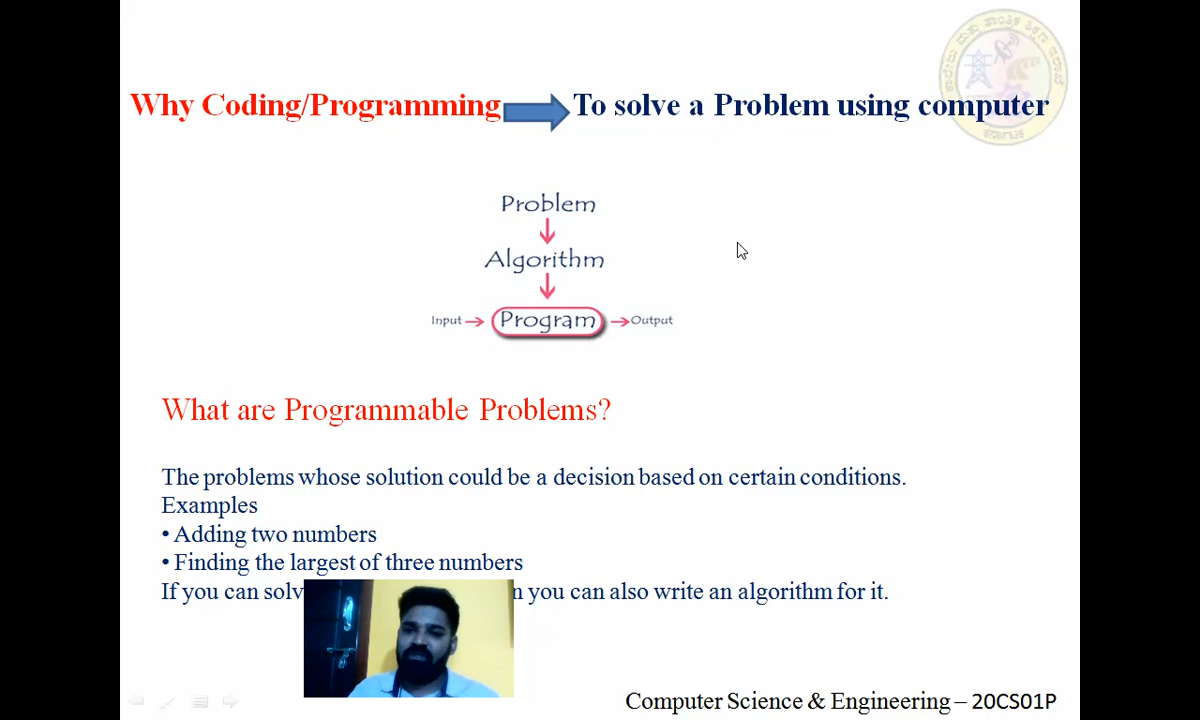 Why Coding/Programming To solve a Problem using computer
Problem
Algorithm
Input Program Output
What are Programmable Problems?
The problems whose solution could be a decision based on certain conditions.
Examples
• Adding two numbers
• Finding the largest of three numbers
If you can solv you can also write an algorithm for it.
Computer Science & Engineering – 20CS01P